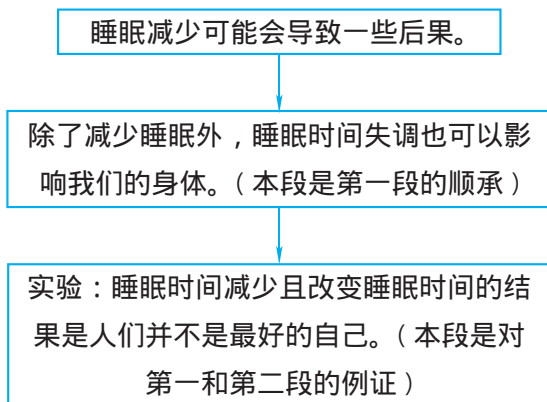 睡眠减少可能会导致一些后果。
除了减少睡眠外，睡眠时间失调也可以影
响我们的身体。（本段是第一段的顺承）
实验：睡眠时间减少且改变睡眠时间的结
果是人们并不是最好的自己。（本段是对
第一和第二段的例证）